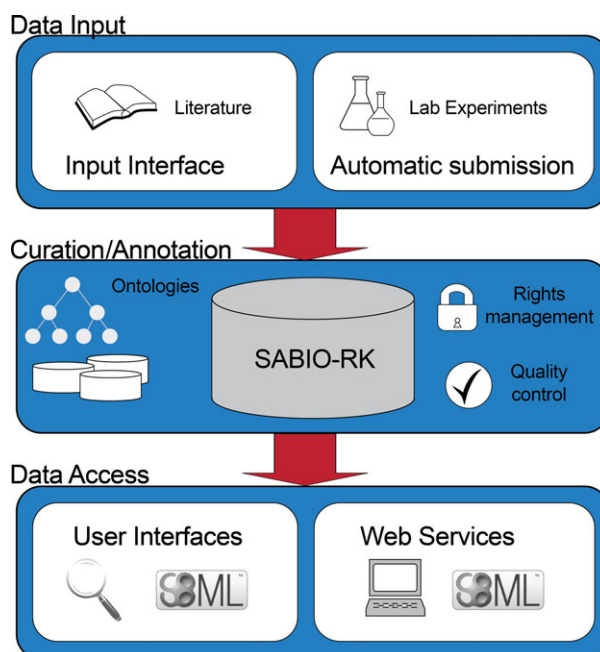 Data Input
Literature
Input Interface
Lab Experiments
Automatic submission
Curation/Annotation
Ontologies
SABIO-RK
Rights
management
Quality
control
Data Access
User Interfaces
SBML
Web Services
SBML